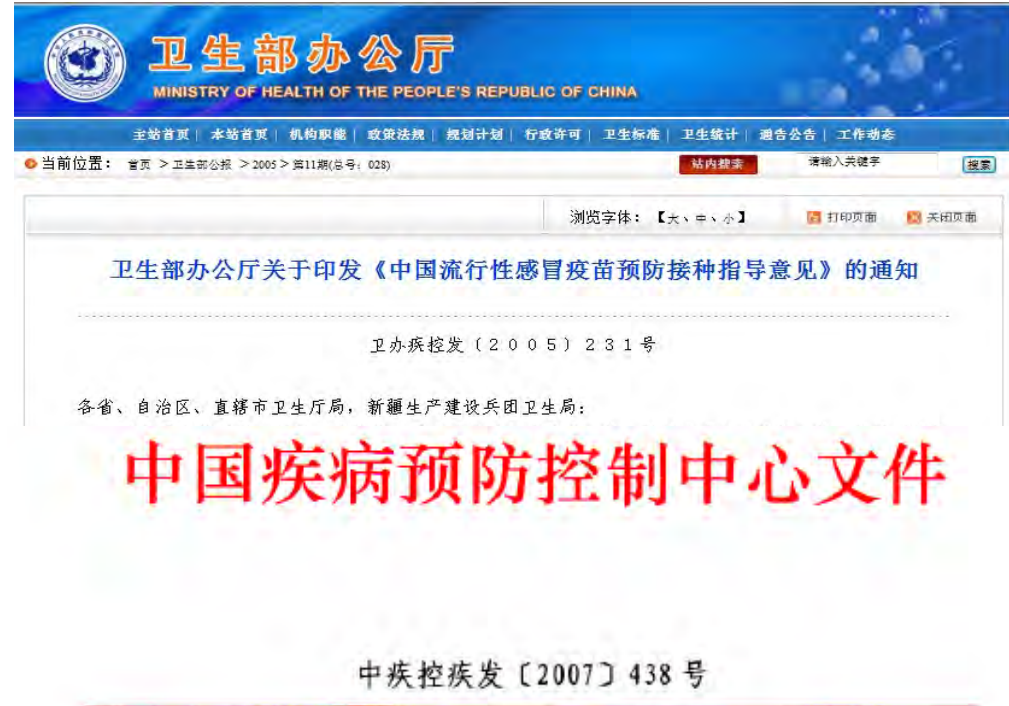 卫生部办公厅
MINISTRY OF HEALTH OF THE PEOPLE'S REPUBLIC OF CHINA
主站首页 | 本站首页 | 机构职能 | 政策法规 | 规划计划 | 行政许可 | 卫生标准 | 卫生统计 | 通告公告 | 工作动态
当前位置： 首页 > 卫生部公报 > 2005 > 第11期(总号：028) 站内搜索 请输入关键字 搜索
浏览字体：【大、中、小】 打印页面 关闭页面
卫生部办公厅关于印发《中国流行性感冒疫苗预防接种指导意见》的通知
卫办疾控发（２００５）２３１号
各省、自治区、直辖市卫生厅局，新疆生产建设兵团卫生局：
中国疾病预防控制中心文件
中疾控疾发〔2007〕438 号